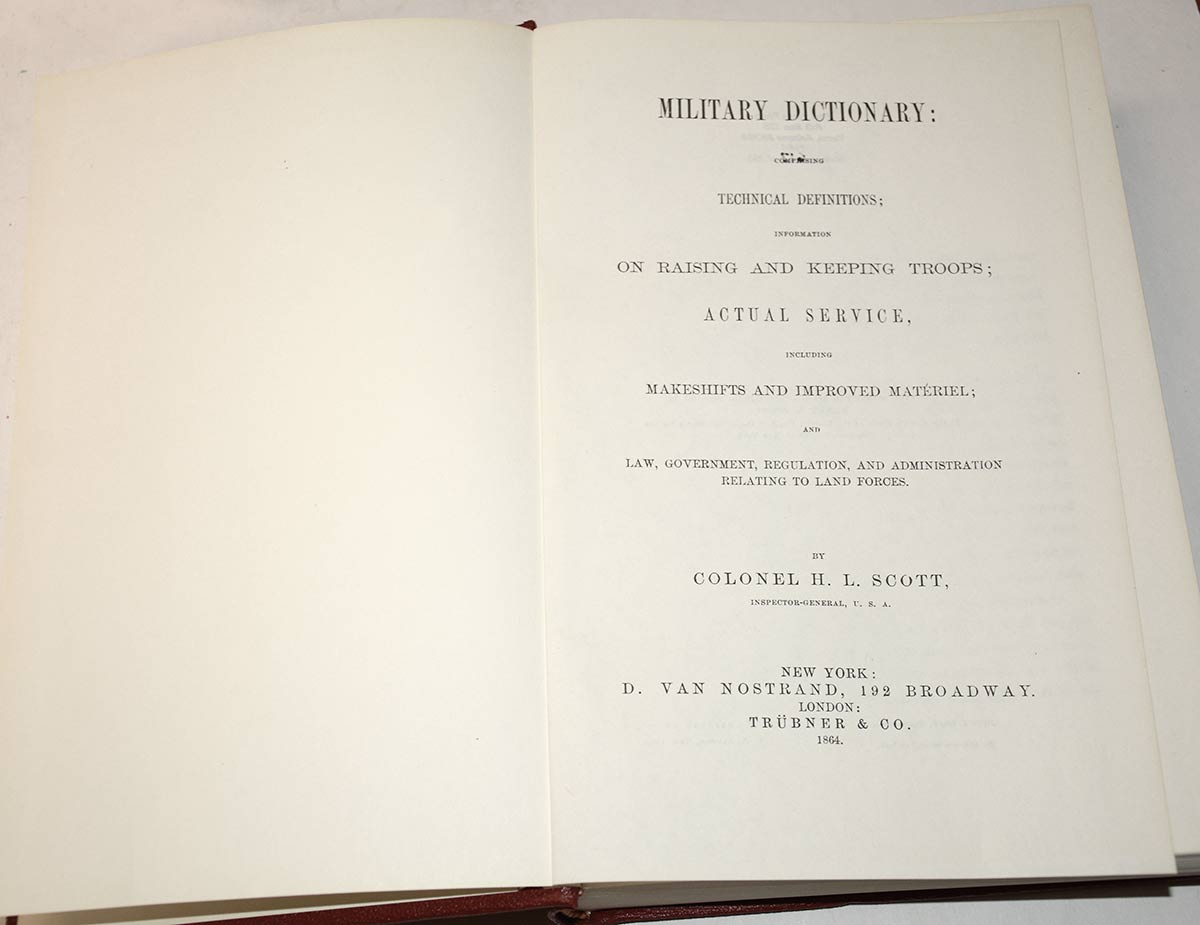 MILITARY DICTIONARY:
COMPRISING
TECHNICAL DEFINITIONS;
INFORMATION
ON RAISING AND KEEPING TROOPS;
ACTUAL SERVICE,
INCLUDING
MAKESHIFTS AND IMPROVED MATÉRIEL;
AND
LAW, GOVERNMENT, REGULATION, AND ADMINISTRATION
RELATING TO LAND FORCES.
BY
COLONEL H. L. SCOTT,
INSPECTOR-GENERAL, U. S. A.
NEW YORK:
D. VAN NOSTRAND, 192 BROADWAY.
LONDON:
TRÜBNER & CO.
1864.